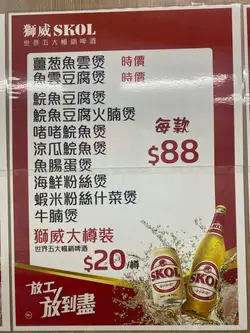 獅威 SKOL
世界五大暢銷啤酒
薑葱魚雲煲 時價
魚雲豆腐煲 時價
鯇魚豆腐煲
鯇魚豆腐火腩煲
啫啫鯇魚煲
涼瓜鯇魚煲
魚腸蛋煲
海鮮粉絲煲
蝦米粉絲什菜煲
牛腩煲
每款
$88
獅威大樽裝
世界五大暢銷啤酒
$20/樽
放工
放到盡
SKOL
SKOL